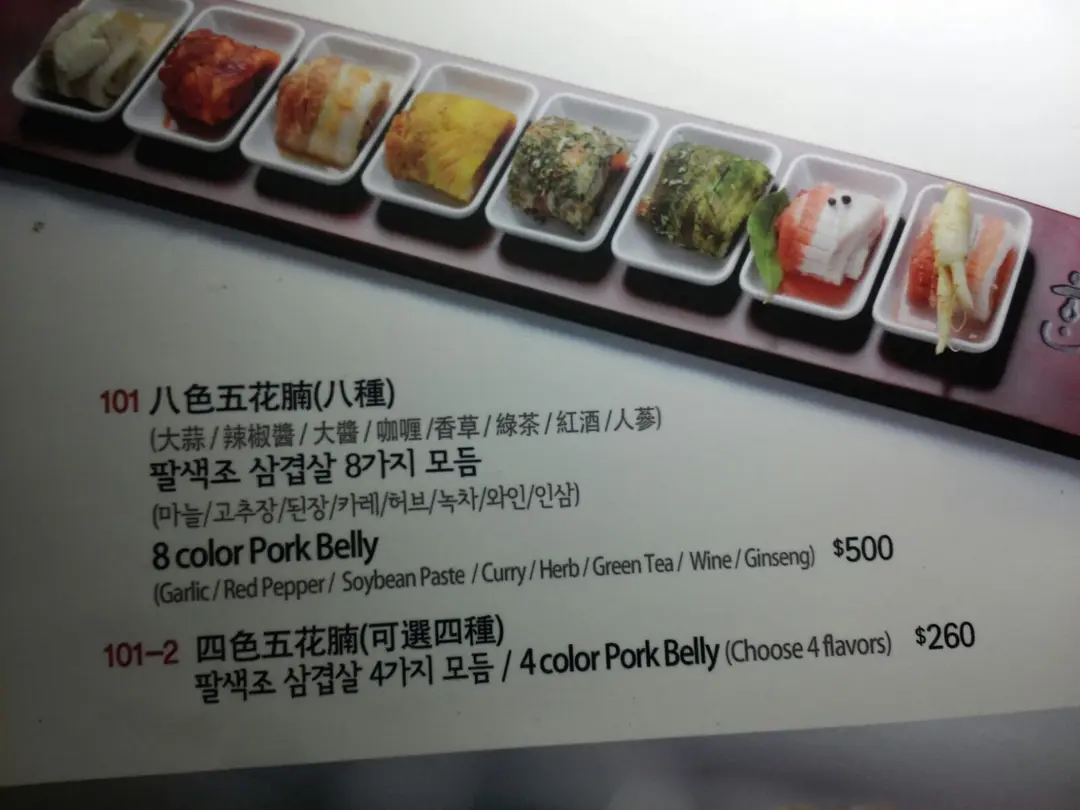 101 八色五花腩(八種)
(大蒜/辣椒醬/大醬/咖喱/香草/綠茶/紅酒/人蔘)
팔색조 삼겹살 8가지 모듬
(마늘/고추장/된장/카레/허브/녹차/와인/인삼)
8 color Pork Belly
(Garlic / Red Pepper / Soybean Paste / Curry / Herb / Green Tea / Wine / Ginseng) $500
101-2 四色五花腩(可選四種)
팔색조 삼겹살 4가지 모듬 / 4 color Pork Belly (Choose 4 flavors) $260